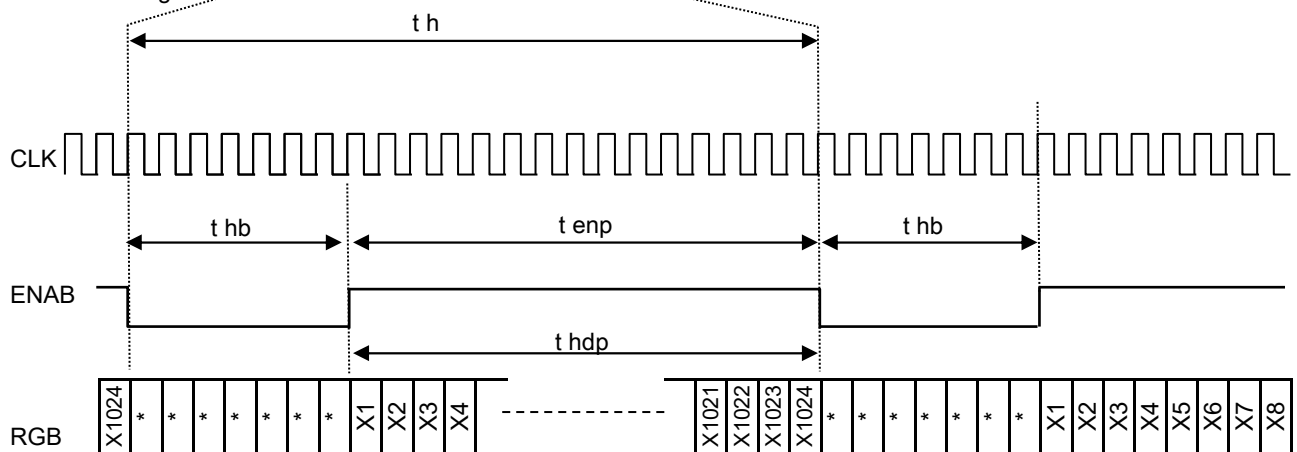 t h
CLK
t hb t enp t hb
ENAB
t hdp
RGB X1024 * * * * * * * X1 X2 X3 X4 X1021 X1022 X1023 X1024 * * * * * * * X1 X2 X3 X4 X5 X6 X7 X8